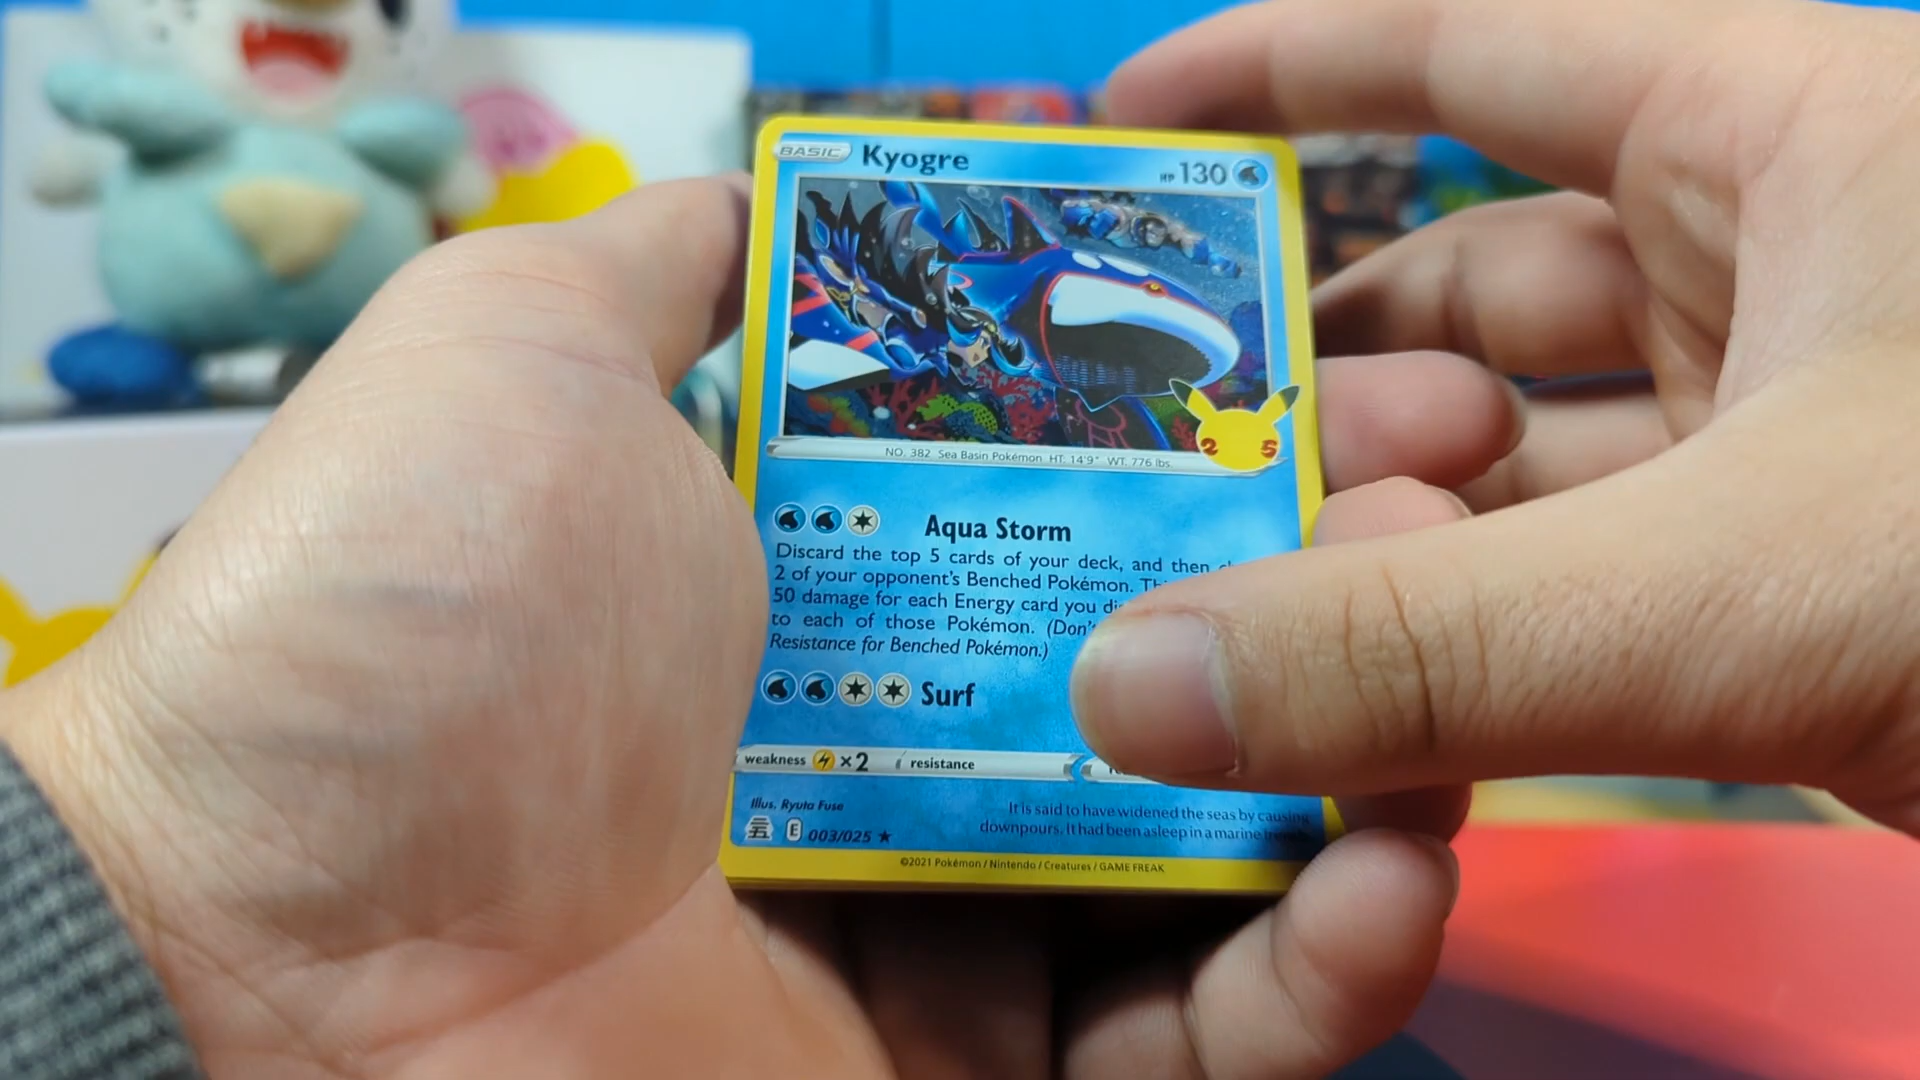 BASIC Kyogre HP 130
NO. 382 Sea Basin Pokémon HT. 14'9" WT. 776 lbs.
25
Aqua Storm
Discard the top 5 cards of your deck, and then
2 of your opponent's Benched Pokémon.
50 damage for each Energy card you
to each of those Pokémon. (Don't
Resistance for Benched Pokémon.)
Surf
weakness ×2 resistance
Illus. Ryuta Fuse
It is said to have widened the seas by causing
downpours. It had been asleep in a marine
E 003/025 ★
©2021 Pokémon / Nintendo / Creatures / GAME FREAK